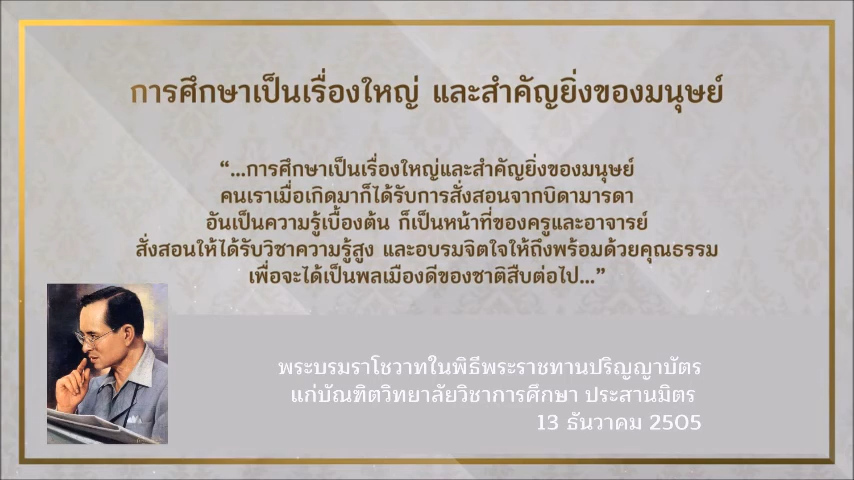 การศึกษาเป็นเรื่องใหญ่ และสำคัญยิ่งของมนุษย์
“...การศึกษาเป็นเรื่องใหญ่และสำคัญยิ่งของมนุษย์
คนเราเมื่อเกิดมาก็ได้รับการสั่งสอนจากบิดามารดา
อันเป็นความรู้เบื้องต้น ก็เป็นหน้าที่ของครูและอาจารย์
สั่งสอนให้ได้รับวิชาความรู้สูง และอบรมจิตใจให้ถึงพร้อมด้วยคุณธรรม
เพื่อจะได้เป็นพลเมืองดีของชาติสืบต่อไป...”
พระบรมราโชวาทในพิธีพระราชทานปริญญาบัตร
แก่บัณฑิตวิทยาลัยวิชาการศึกษา ประสานมิตร
13 ธันวาคม 2505